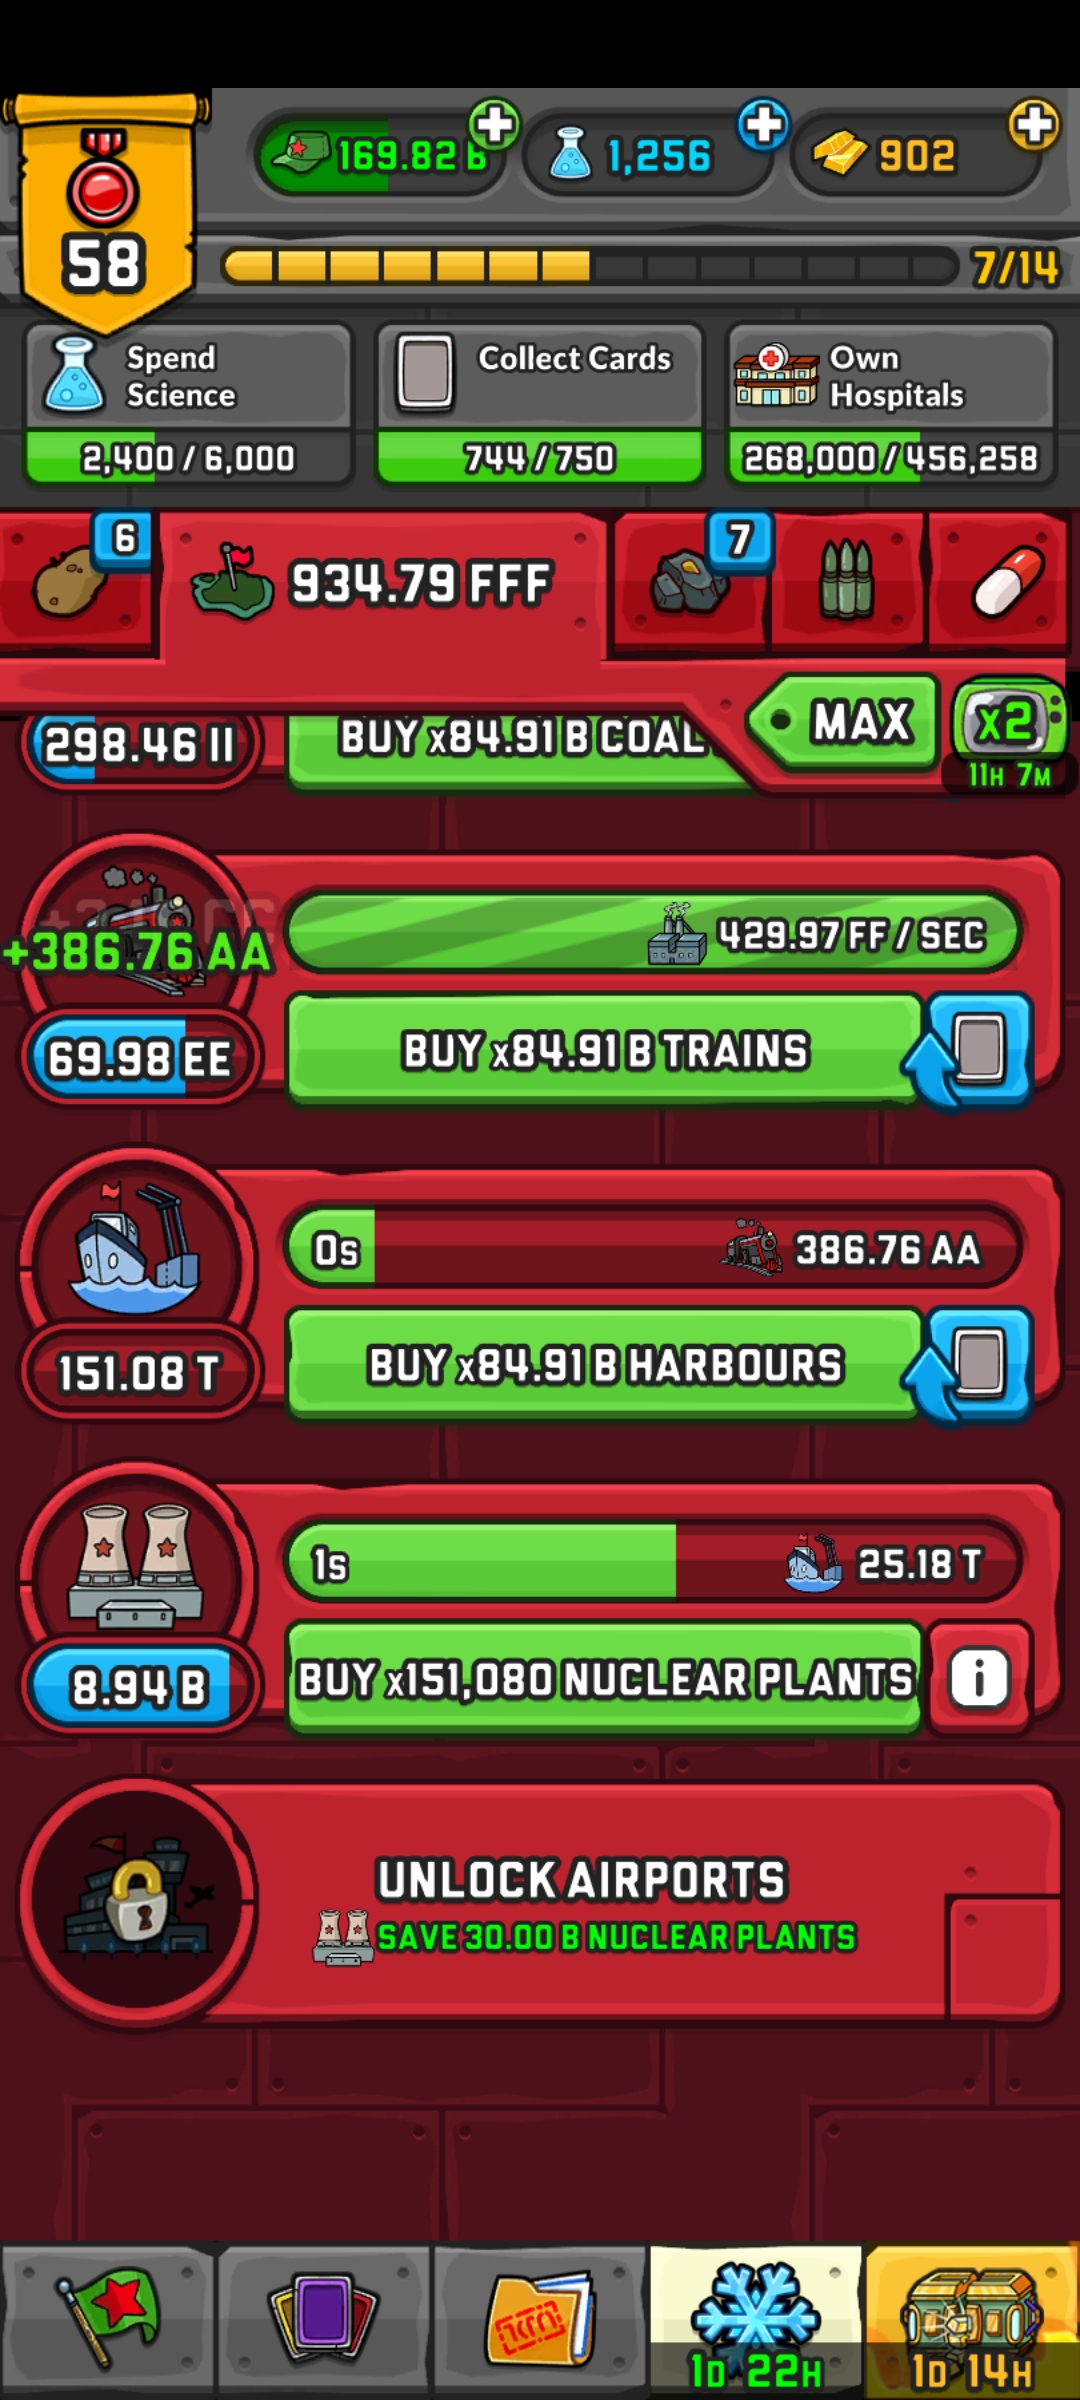 169.82 B
1,256
902
58
7/14
Spend
Science
Collect Cards
Own
Hospitals
2,400 / 6,000
744 / 750
268,000 / 456,258
6
934.79 FFF
7
MAX
x2
11H 7M
298.46 II
BUY x84.91 B COAL
+386.76 AA
429.97 FF / SEC
69.98 EE
BUY x84.91 B TRAINS
0s
386.76 AA
151.08 T
BUY x84.91 B HARBOURS
1s
25.18 T
8.94 B
BUY x151,080 NUCLEAR PLANTS
i
UNLOCK AIRPORTS
SAVE 30.00 B NUCLEAR PLANTS
1D 22H
1D 14H